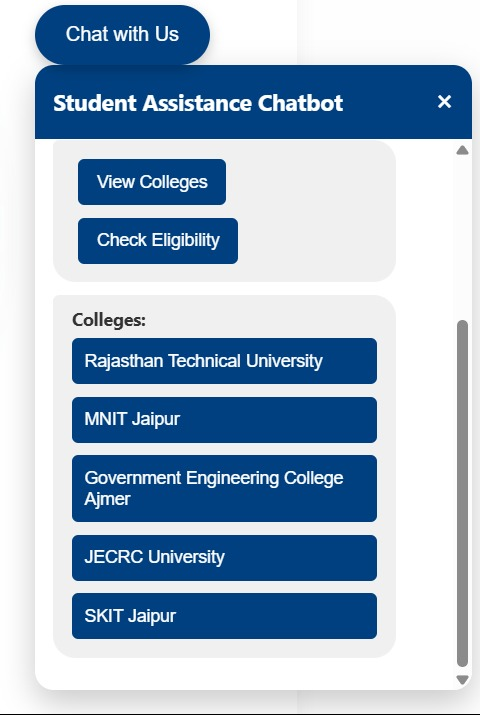 Chat with Us
Student Assistance Chatbot
×
View Colleges
Check Eligibility
Colleges:
Rajasthan Technical University
MNIT Jaipur
Government Engineering College
Ajmer
JECRC University
SKIT Jaipur